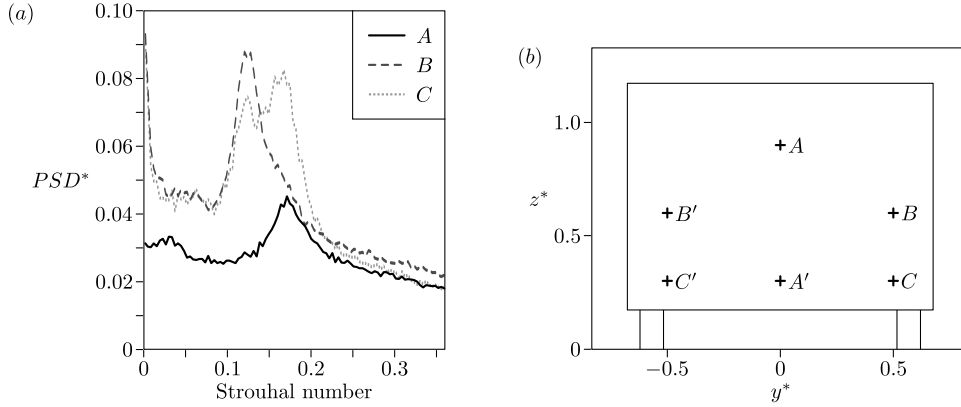 (a)
0.10
0.08
0.06
PSD*
0.04
0.02
0
0 0.1 0.2 0.3
Strouhal number
A
B
C
(b)
1.0
z*
0.5
0
A
B′ B
C′ A′ C
−0.5 0 0.5
y*